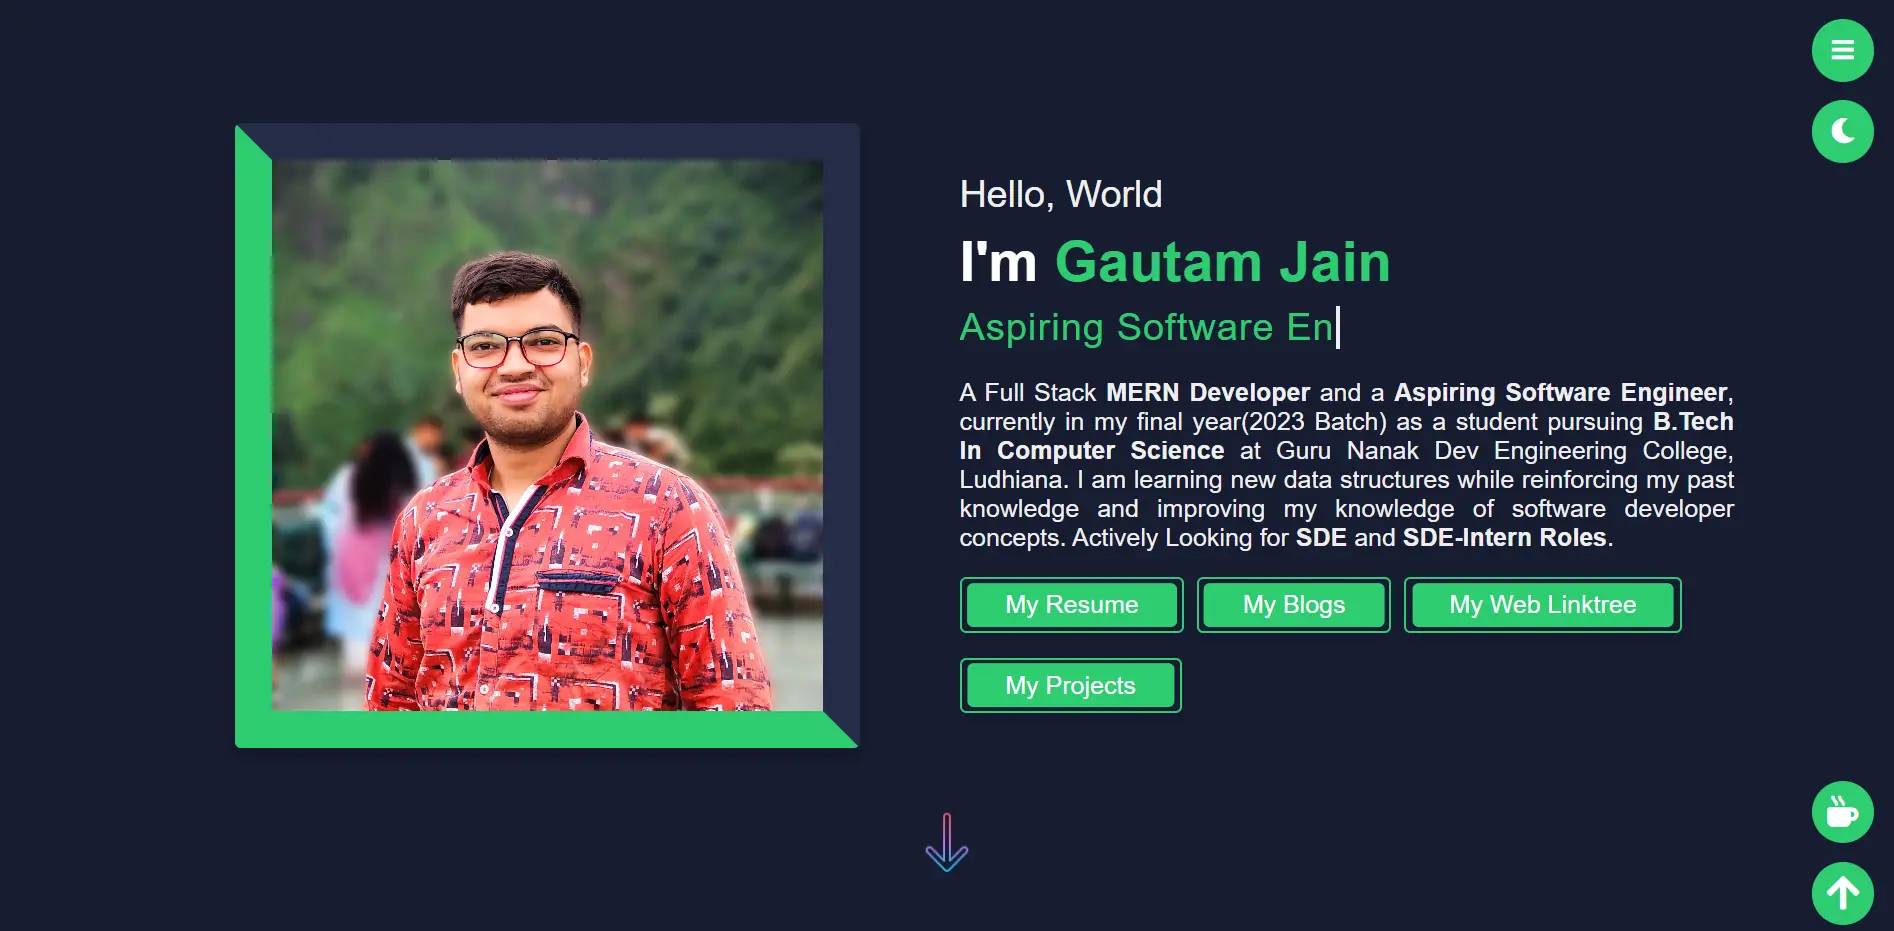 Hello, World
I'm Gautam Jain
Aspiring Software En
A Full Stack MERN Developer and a Aspiring Software Engineer,
currently in my final year(2023 Batch) as a student pursuing B.Tech
In Computer Science at Guru Nanak Dev Engineering College,
Ludhiana. I am learning new data structures while reinforcing my past
knowledge and improving my knowledge of software developer
concepts. Actively Looking for SDE and SDE-Intern Roles.
My Resume My Blogs My Web Linktree
My Projects